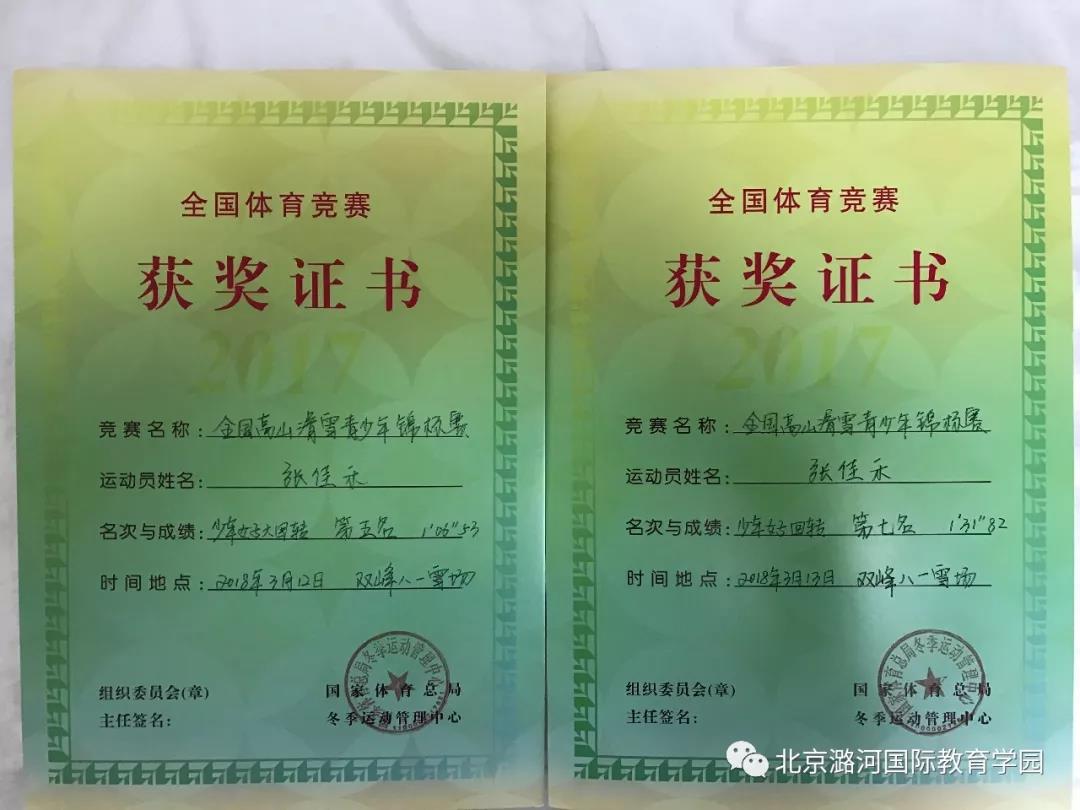 全国体育竞赛
获奖证书
2017
竞赛名称:全国高山滑雪青少年锦标赛
运动员姓名:张佳禾
名次与成绩:少年女子大回转 第五名 1'06"53
时间地点:2018年3月12日 双峰八一雪场
组织委员会(章)
主任签名:
国家体育总局
冬季运动管理中心
全国体育竞赛
获奖证书
2017
竞赛名称:全国高山滑雪青少年锦标赛
运动员姓名:张佳禾
名次与成绩:少年女子回转 第七名 1'31"82
时间地点:2018年3月13日 双峰八一雪场
组织委员会(章)
主任签名:
国家体育总局
冬季运动管理中心
北京潞河国际教育学园